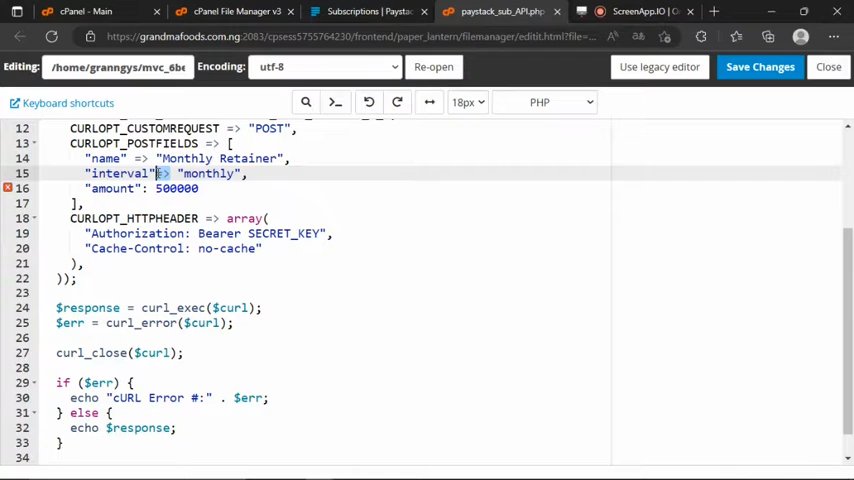 cPanel - Main
cPanel File Manager v3
Subscriptions | Paysta
paystack_sub_API.php
ScreenApp.IO | O
https://grandmafoods.com.ng:2083/cpsess5755764230/frontend/paper_lantern/filemanager/editit.html?file=...
Editing: /home/granngys/mvc_6be Encoding: utf-8 Re-open Use legacy editor Save Changes Close
Keyboard shortcuts 18px PHP
12 CURLOPT_CUSTOMREQUEST => "POST",
13 CURLOPT_POSTFIELDS => [
14 "name" => "Monthly Retainer",
15 "interval"=> "monthly",
16 "amount": 500000
17 ],
18 CURLOPT_HTTPHEADER => array(
19 "Authorization: Bearer SECRET_KEY",
20 "Cache-Control: no-cache"
21 ),
22 ));
23
24 $response = curl_exec($curl);
25 $err = curl_error($curl);
26
27 curl_close($curl);
28
29 if ($err) {
30 echo "cURL Error #:" . $err;
31 } else {
32 echo $response;
33 }
34